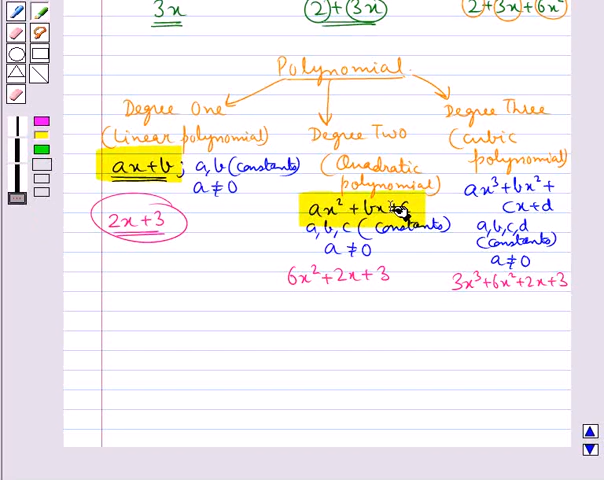 3x
2 + 3x
2 + 3x + 6x²
Polynomial
Degree One
(Linear polynomial)
ax + b ; a, b (constants)
a ≠ 0
2x + 3
Degree Two
(Quadratic
polynomial)
ax² + bx + c
a, b, c (constants)
a ≠ 0
6x² + 2x + 3
Degree Three
(Cubic
polynomial)
ax³ + bx² +
cx + d
a, b, c, d
(constants)
a ≠ 0
3x³ + 6x² + 2x + 3